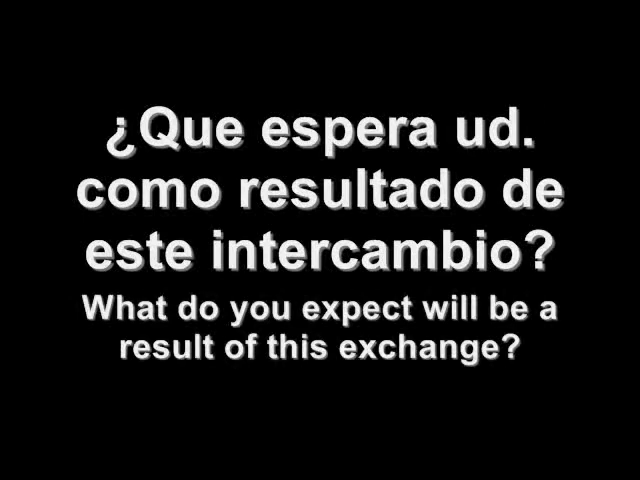 ¿Que espera ud.
como resultado de
este intercambio?
What do you expect will be a
result of this exchange?